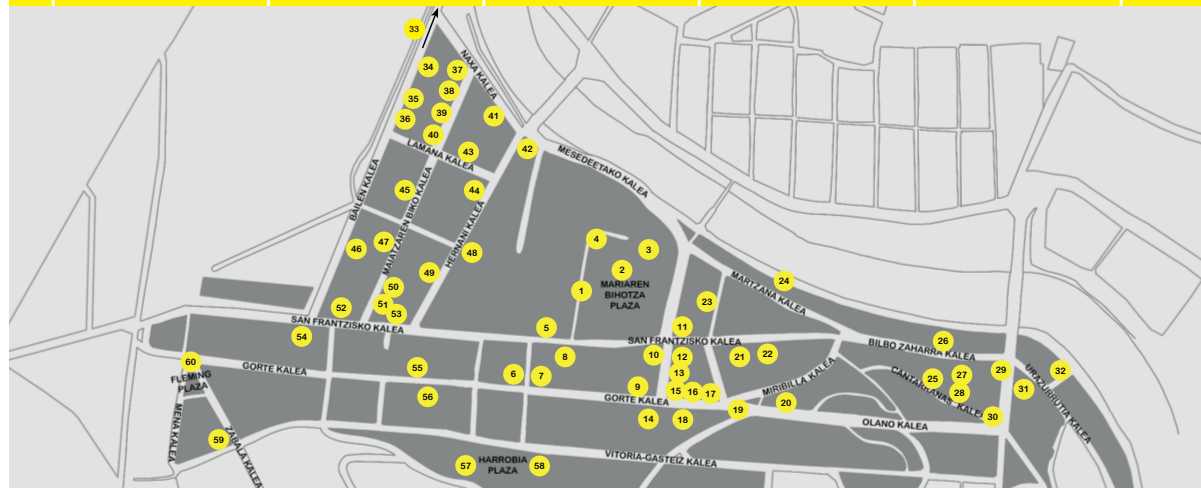 33
34
37
NAXA KALEA
38
35
39
36
41
40
42
LAMANA KALEA
43
MESEDEETAKO KALEA
BAILÉN KALEA
45
44
MAIATZAREN BIKO KALEA
HERNANI KALEA
46
47
48
49
50
51
52
53
4
3
2
1
MARIAREN
BIHOTZA
PLAZA
24
MARTZANA KALEA
23
SAN FRANTZISKO KALEA
54
5
11
SAN FRANTZISKO KALEA
26
BILBO ZAHARRA KALEA
60
FLEMING
PLAZA
GORTE KALEA
55
6
7
8
10
12
13
21
22
MIRIBILLA KALEA
CANTARRANAS KALEA
25
27
28
29
31
32
URAZURRUTIA KALEA
56
9
GORTE KALEA
15
16
17
14
18
19
20
30
OLANO KALEA
MENA KALEA
59
ZABALA KALEA
57
HARROBIA
PLAZA
58
VITORIA-GASTEIZ KALEA